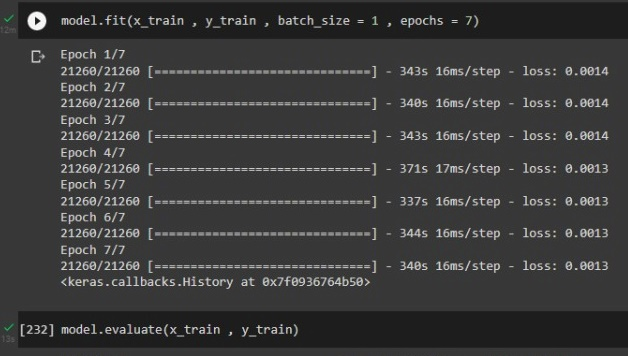 model.fit(x_train , y_train , batch_size = 1 , epochs = 7)
12m
Epoch 1/7
21260/21260 [==============================] - 343s 16ms/step - loss: 0.0014
Epoch 2/7
21260/21260 [==============================] - 340s 16ms/step - loss: 0.0014
Epoch 3/7
21260/21260 [==============================] - 343s 16ms/step - loss: 0.0014
Epoch 4/7
21260/21260 [==============================] - 371s 17ms/step - loss: 0.0013
Epoch 5/7
21260/21260 [==============================] - 337s 16ms/step - loss: 0.0013
Epoch 6/7
21260/21260 [==============================] - 344s 16ms/step - loss: 0.0013
Epoch 7/7
21260/21260 [==============================] - 340s 16ms/step - loss: 0.0013
<keras.callbacks.History at 0x7f0936764b50>
[232] model.evaluate(x_train , y_train)
13s